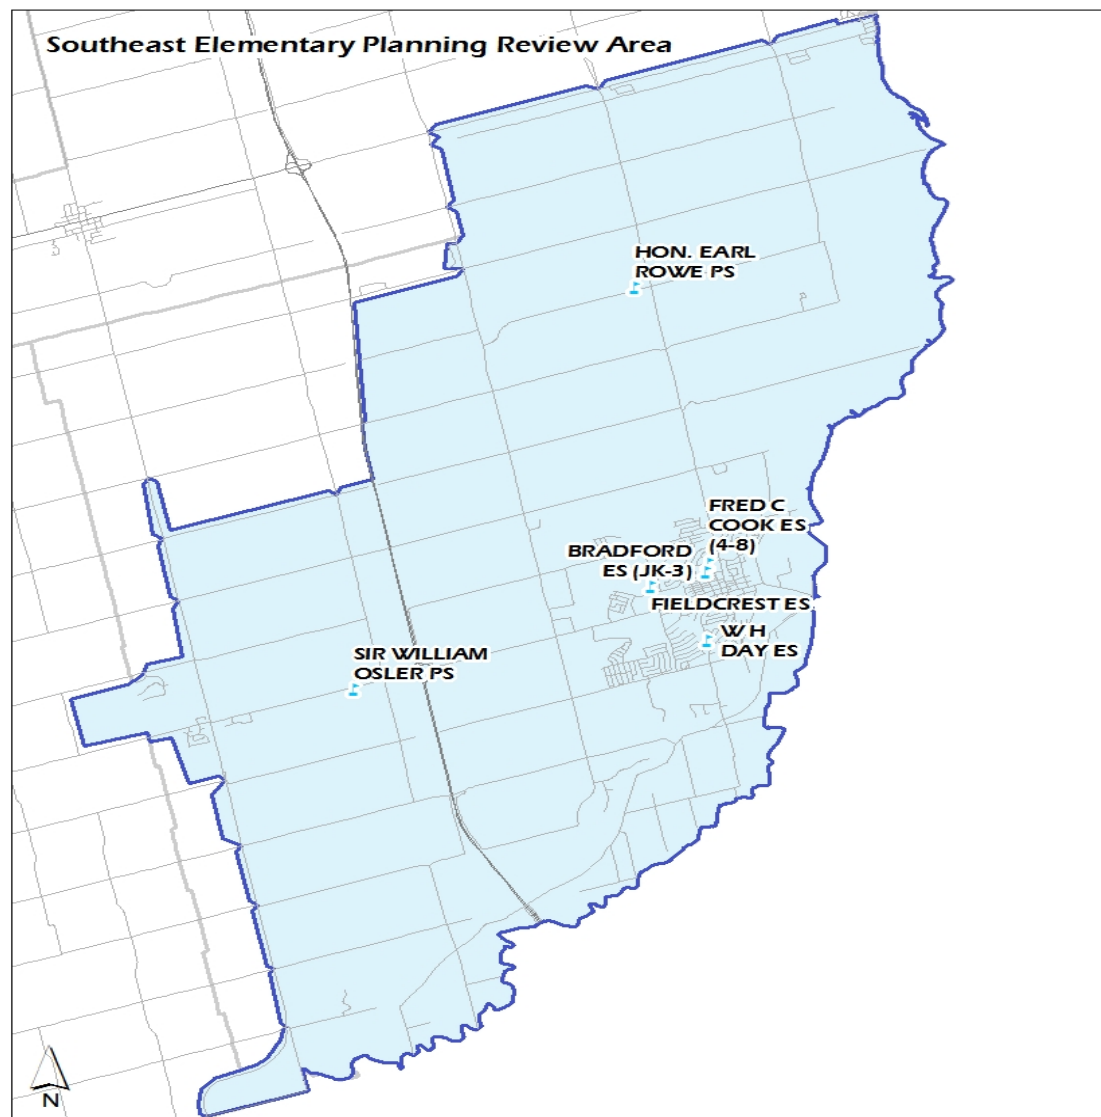 Southeast Elementary Planning Review Area
HON. EARL
ROWE PS
FRED C
COOK ES
(4-8)
BRADFORD
ES (JK-3)
FIELDCREST ES
W H
DAY ES
SIR WILLIAM
OSLER PS
N